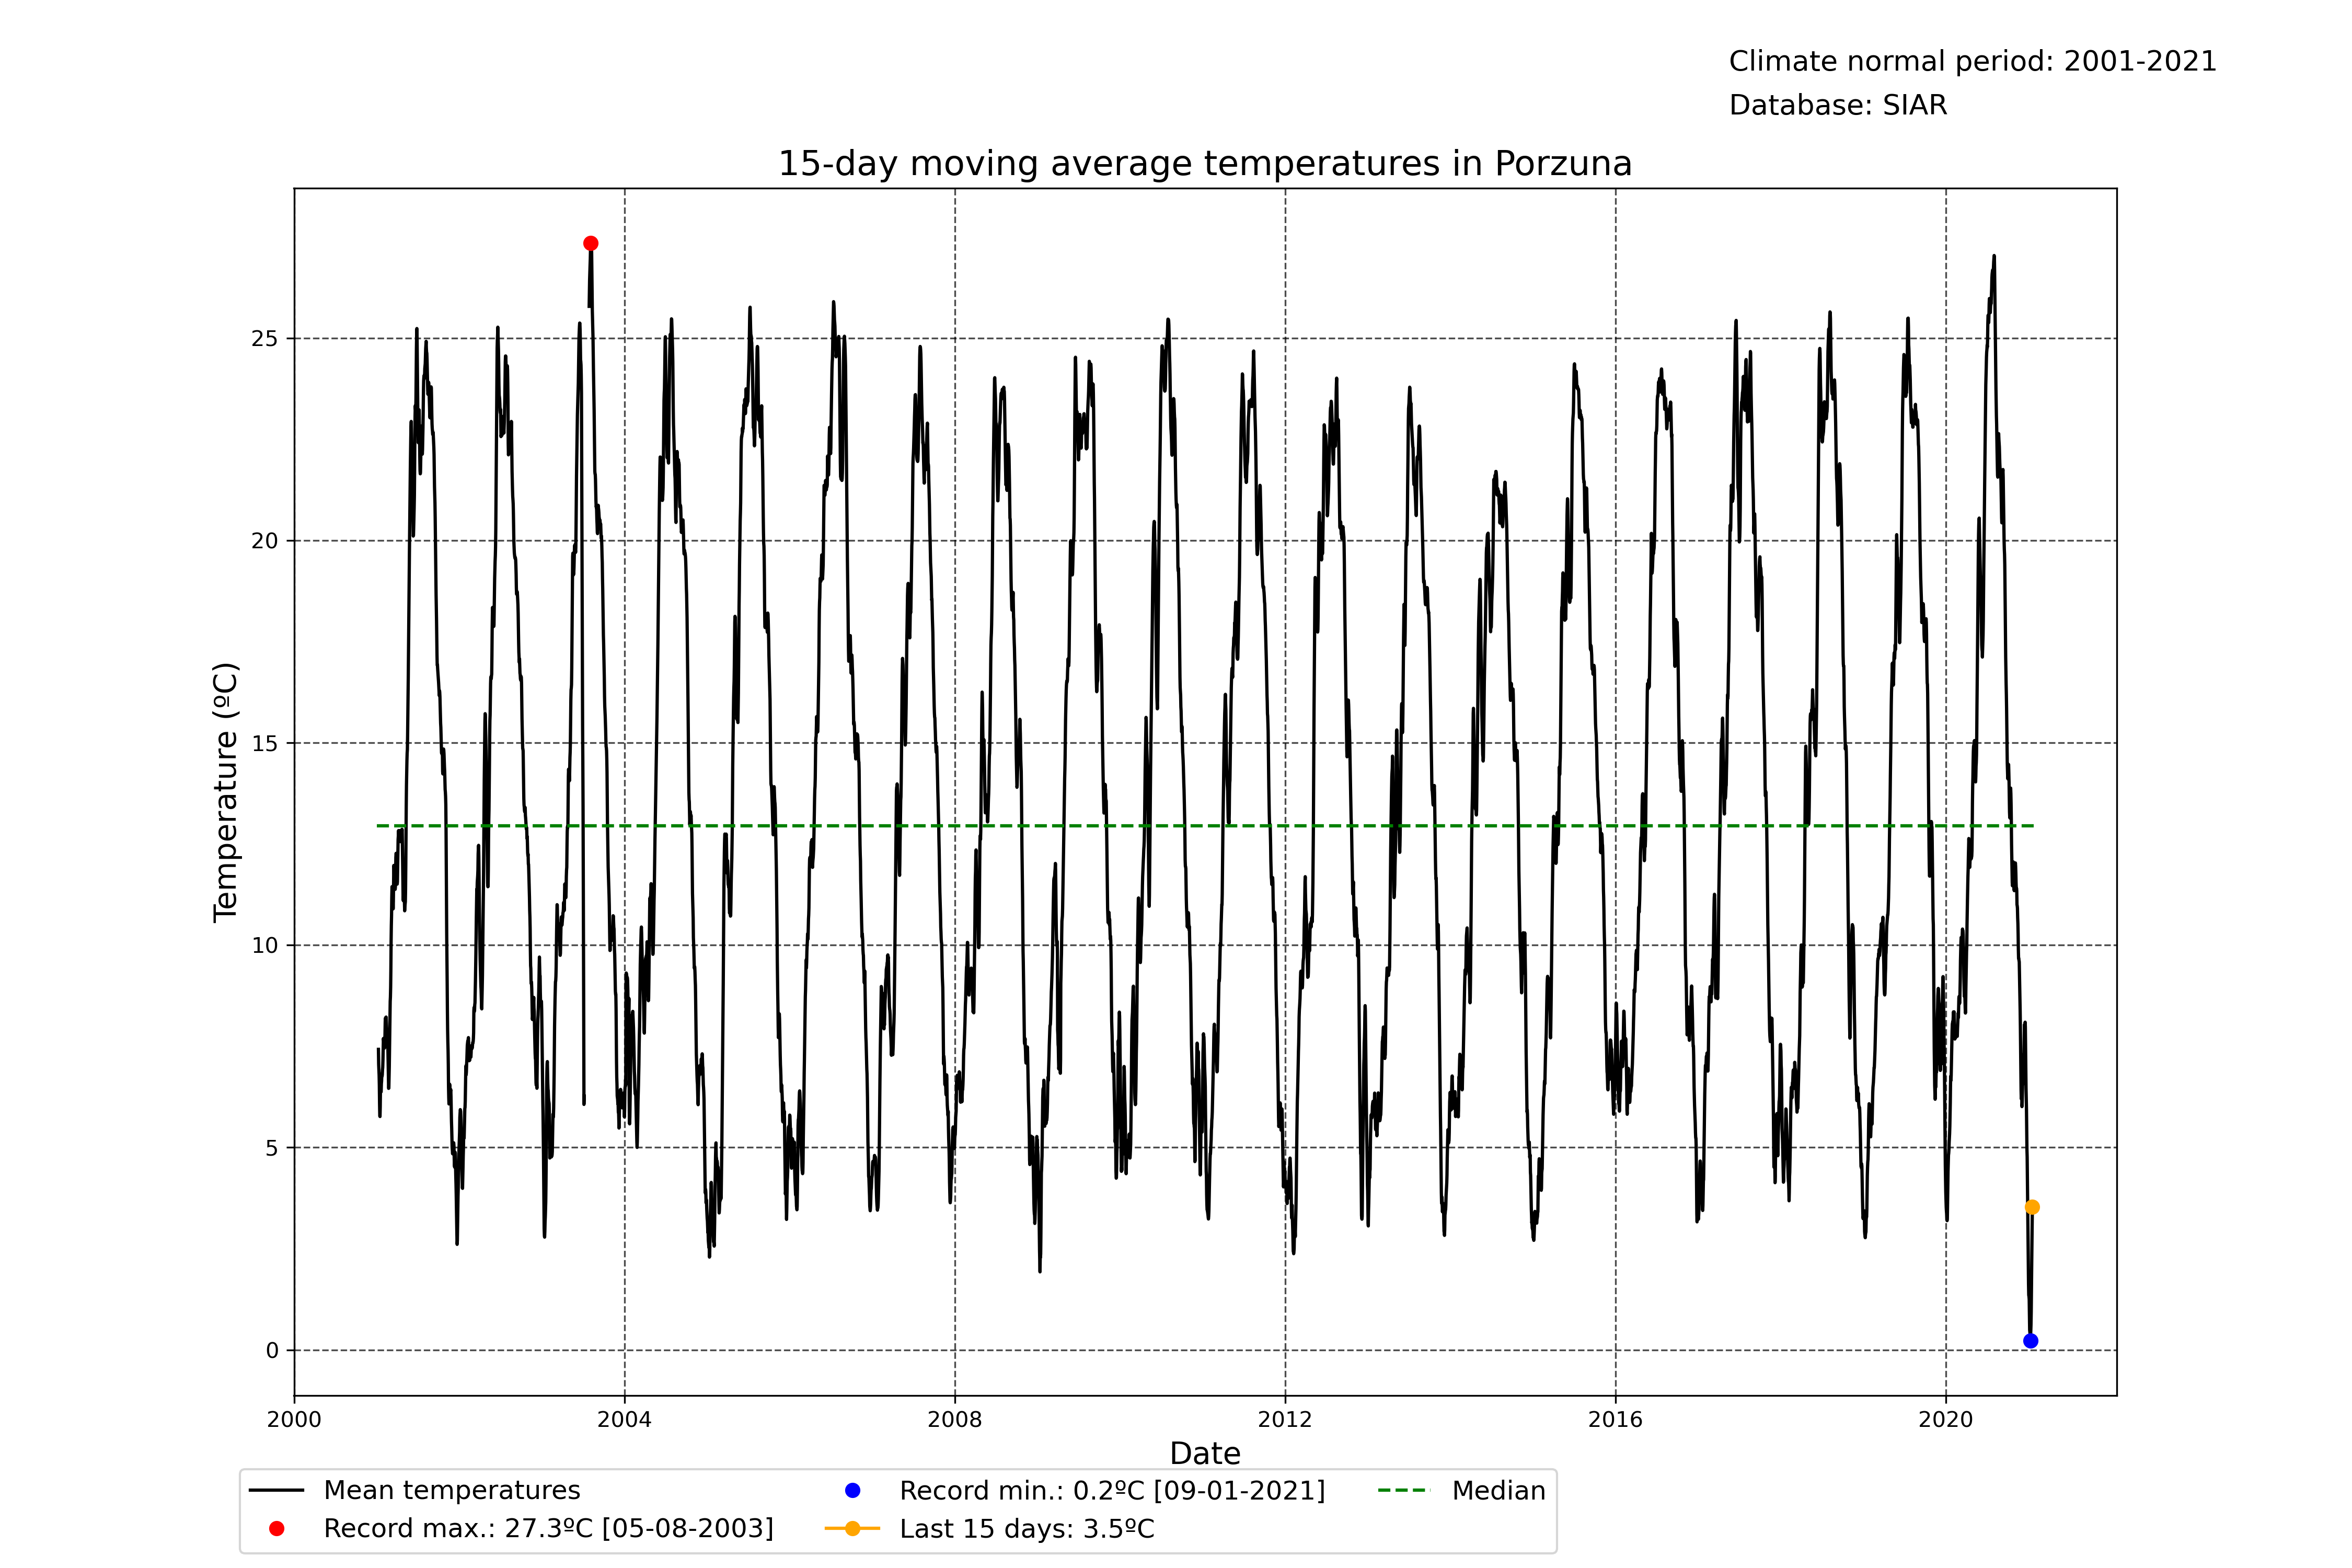 Climate normal period: 2001-2021
Database: SIAR
15-day moving average temperatures in Porzuna
25
20
15
10
5
0
Temperature (ºC)
2000 2004 2008 2012 2016 2020
Date
Mean temperatures
Record max.: 27.3ºC [05-08-2003]
Record min.: 0.2ºC [09-01-2021]
Last 15 days: 3.5ºC
Median